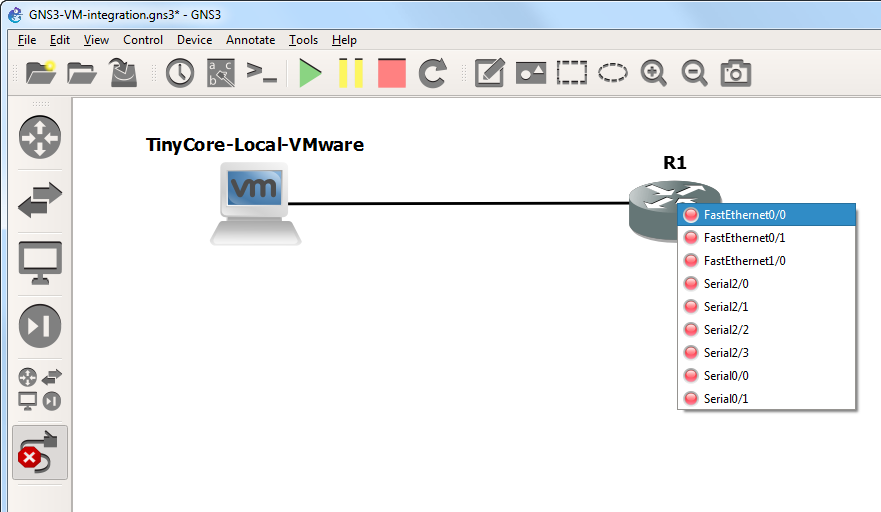 GNS3-VM-integration.gns3* - GNS3
File Edit View Control Device Annotate Tools Help
a b c
TinyCore-Local-VMware
vm
R1
FastEthernet0/0
FastEthernet0/1
FastEthernet1/0
Serial2/0
Serial2/1
Serial2/2
Serial2/3
Serial0/0
Serial0/1